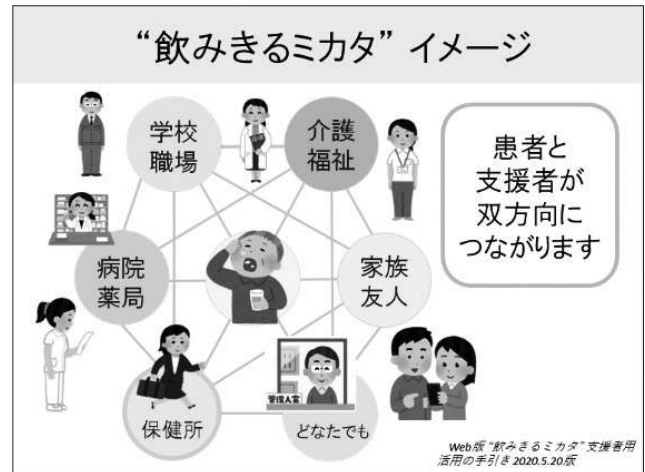 “飲みきるミカタ” イメージ
学校
職場
介護
福祉
患者と
支援者が
双方向に
つながります
病院
薬局
家族
友人
管理人室
保健所
どなたでも
Web版 “飲みきるミカタ” 支援者用
活用の手引き 2020.5.20版